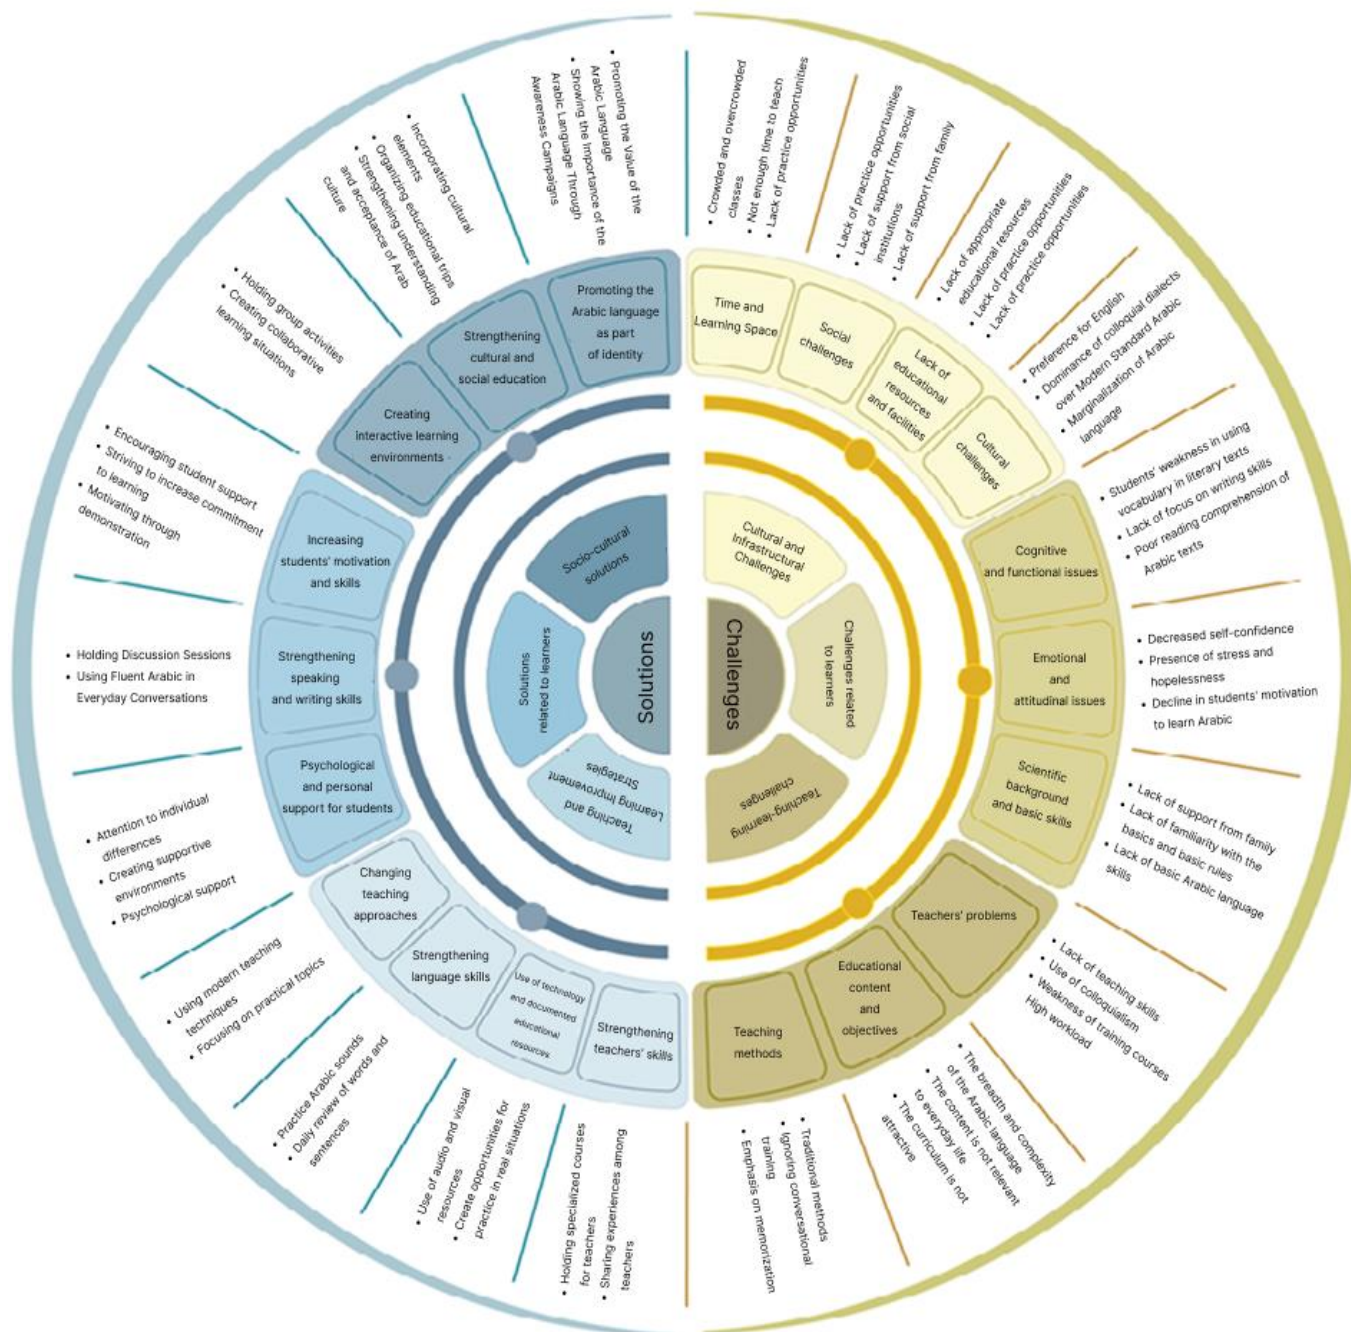 Solutions
Challenges
Socio-cultural
solutions
Solutions
related to learners
Teaching and
Learning Improvement
Strategies
Cultural and
Infrastructural
Challenges
Challenges related
to learners
Teaching-learning
challenges
Promoting the
Arabic language
as part
of identity
• Promoting the Value of the
Arabic Language
• Showing the Importance of the
Arabic Language Through
Awareness Campaigns
Strengthening
cultural and
social education
• Incorporating cultural
elements
• Organizing educational trips
• Strengthening understanding
and acceptance of Arab
culture
Creating
interactive learning
environments
• Holding group activities
• Creating collaborative
learning situations
Increasing
students' motivation
and skills
• Encouraging student support
• Striving to increase commitment
to learning
• Motivating through
demonstration
Strengthening
speaking
and writing skills
• Holding Discussion Sessions
• Using Fluent Arabic in
Everyday Conversations
Psychological
and personal
support for students
• Attention to individual
differences
• Creating supportive
environments
• Psychological support
Changing
teaching
approaches
• Using modern teaching
techniques
• Focusing on practical topics
Strengthening
language skills
• Practice Arabic sounds
• Daily review of words and
sentences
Use of technology
and documented
educational
resources
• Use of audio and visual
resources
• Create opportunities for
practice in real situations
Strengthening
teachers' skills
• Holding specialized courses
for teachers
• Sharing experiences among
teachers
Time and
Learning Space
• Crowded and overcrowded
classes
• Not enough time to teach
• Lack of practice opportunities
Social
challenges
• Lack of practice opportunities
• Lack of support from social
institutions
• Lack of support from family
Lack of
educational
resources
and facilities
• Lack of appropriate
educational resources
• Lack of practice opportunities
• Lack of practice opportunities
Cultural
challenges
• Preference for English
• Dominance of colloquial dialects
over Modern Standard Arabic
• Marginalization of Arabic
language
Cognitive
and functional issues
• Students' weakness in using
vocabulary in literary texts
• Lack of focus on writing skills
• Poor reading comprehension of
Arabic texts
Emotional
and
attitudinal issues
• Decreased self-confidence
• Presence of stress and
hopelessness
• Decline in students' motivation
to learn Arabic
Scientific
background
and basic skills
• Lack of support from family
• Lack of familiarity with the
basics and basic rules
• Lack of basic Arabic language
skills
Teachers' problems
• Lack of teaching skills
• Use of colloquialism
• Weakness of training courses
High workload
Educational
content
and
objectives
• The breadth and complexity
of the Arabic language
• The content is not relevant
to everyday life
• The curriculum is not
attractive
Teaching
methods
• Traditional methods
• Ignoring conversational
training
• Emphasis on memorization